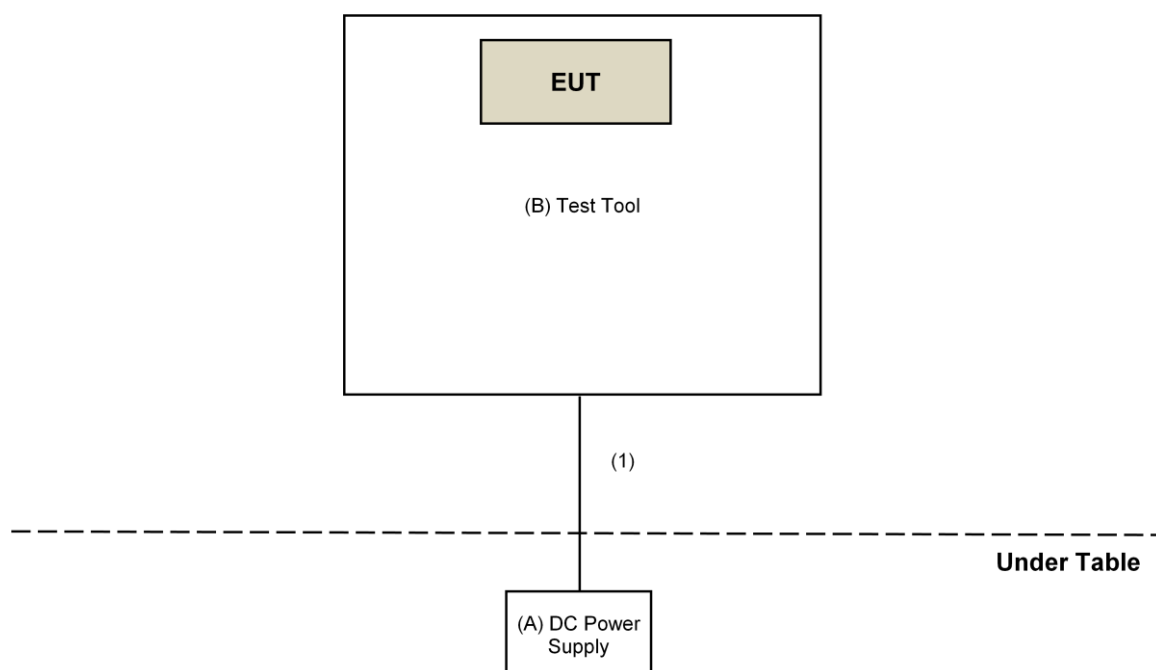 EUT
(B) Test Tool
(1)
Under Table
(A) DC Power
Supply